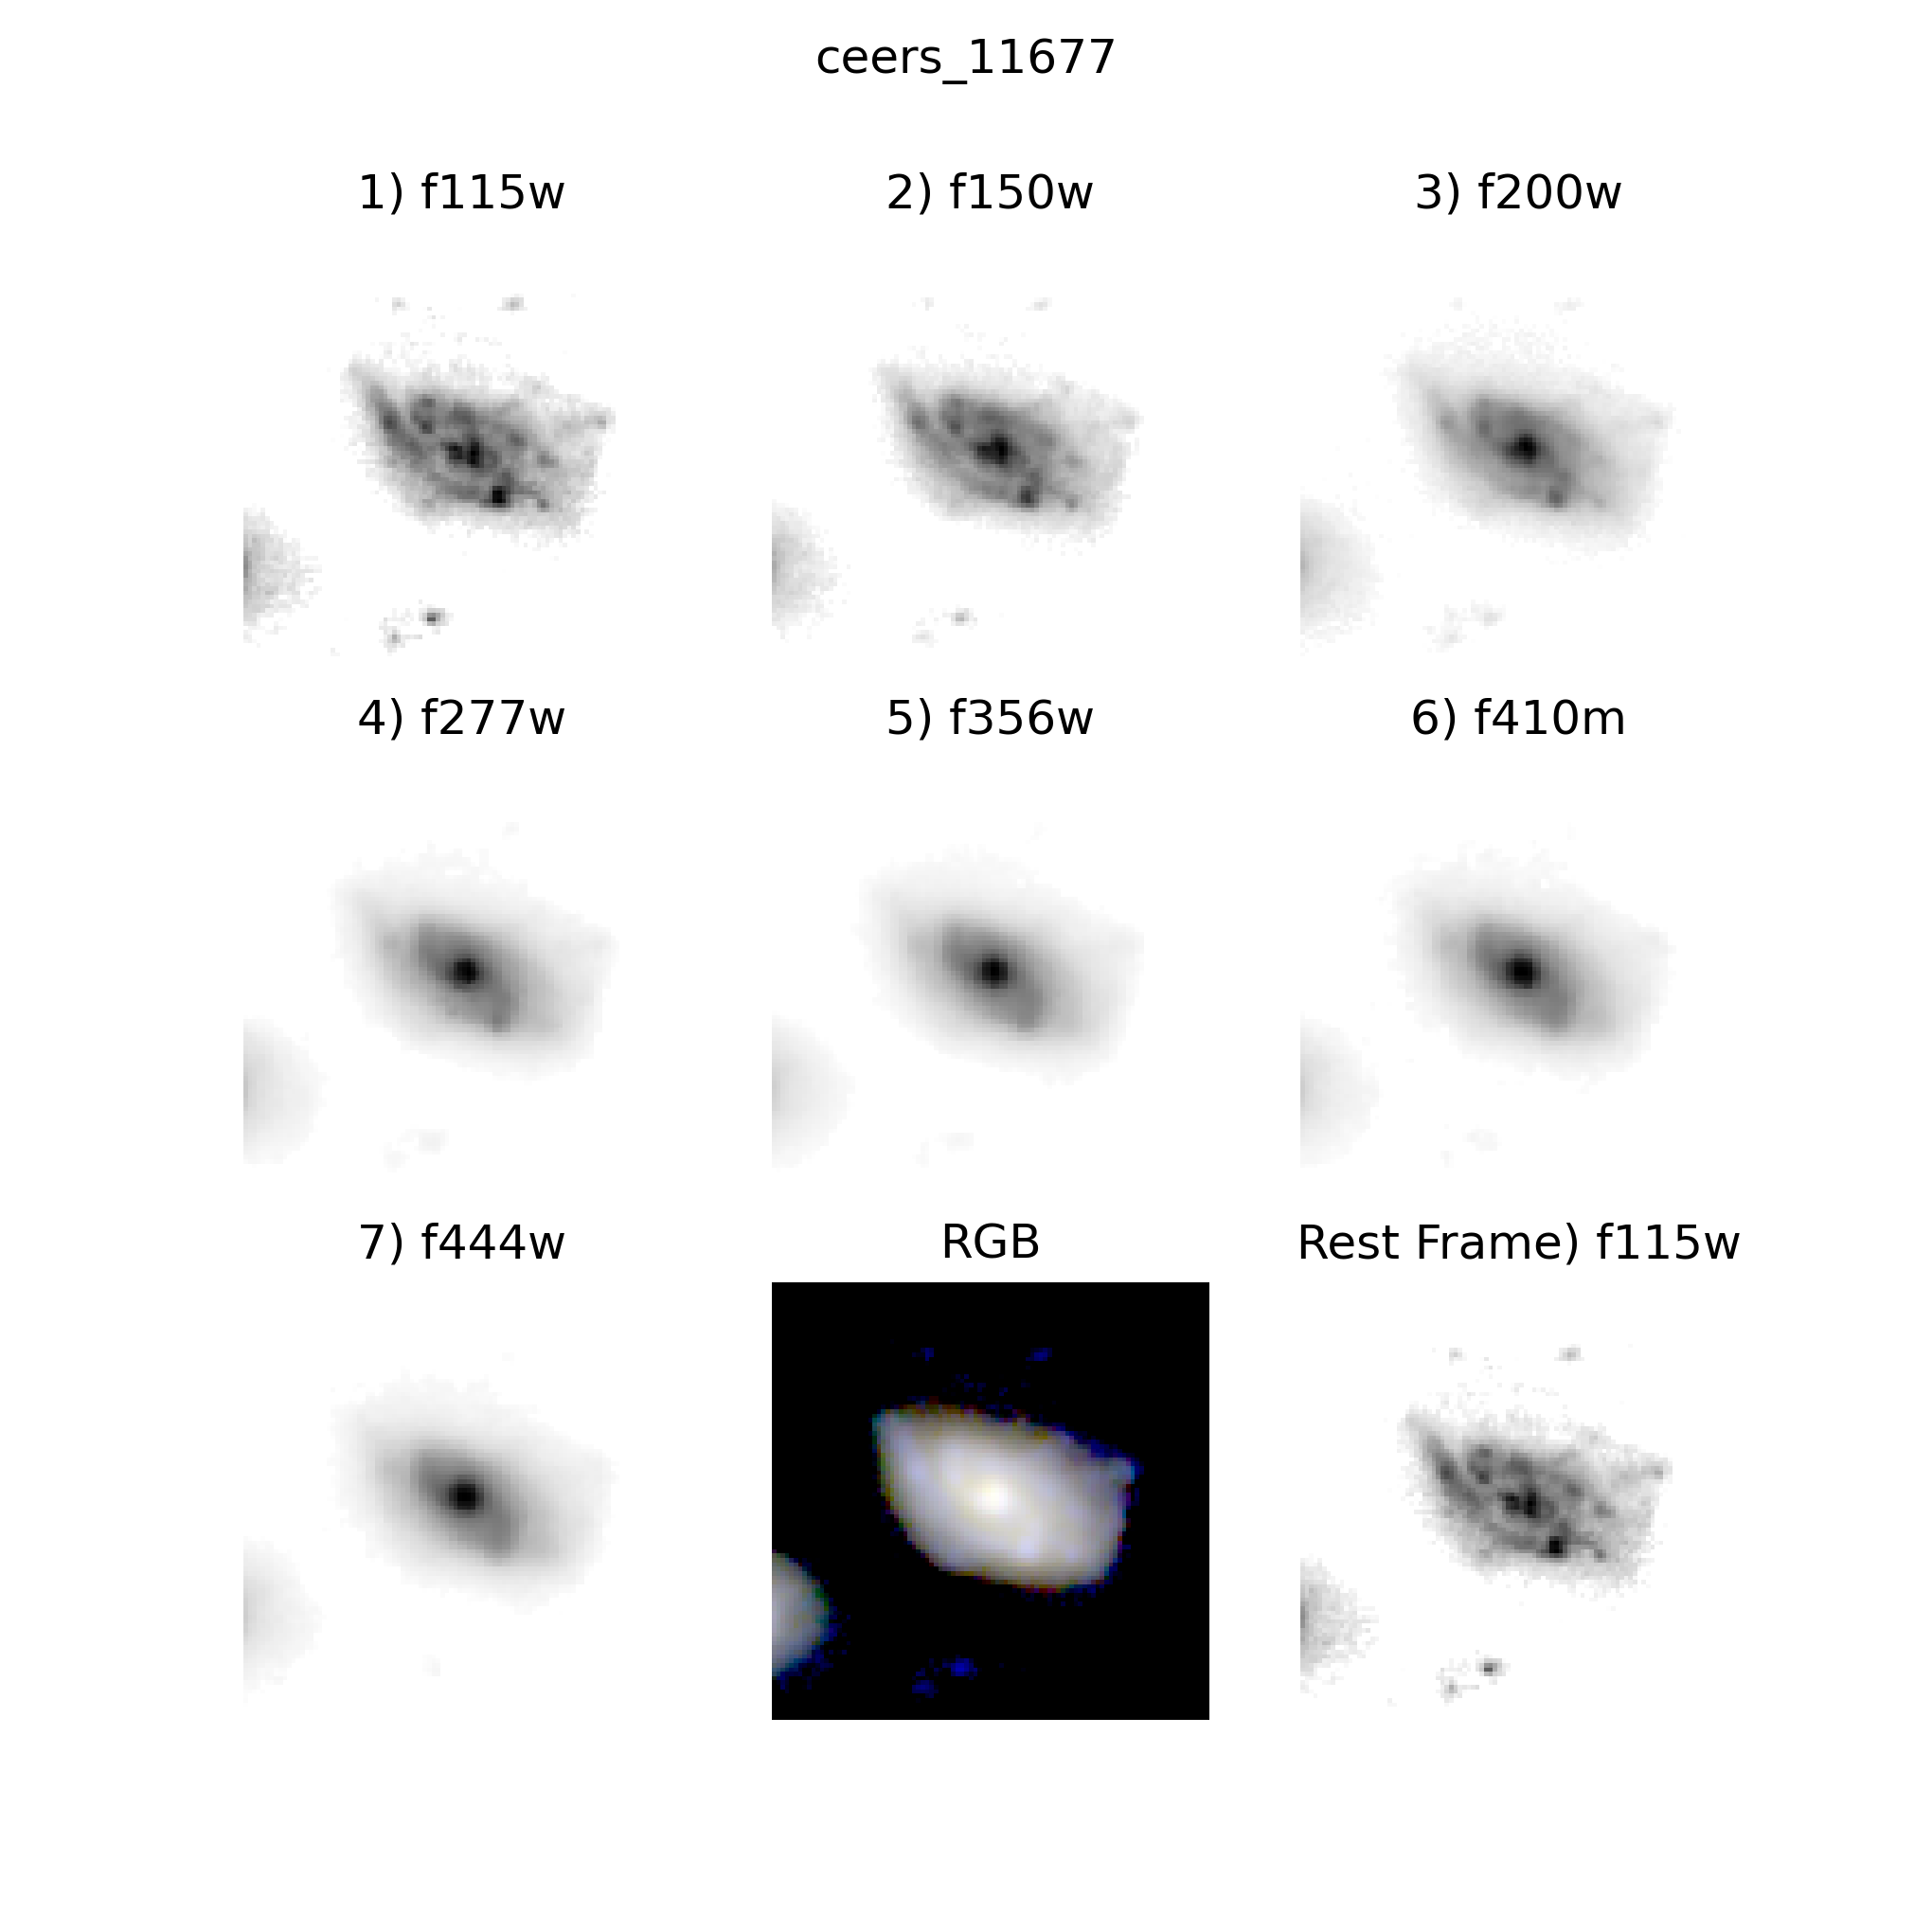 ceers_11677
1) f115w
2) f150w
3) f200w
4) f277w
5) f356w
6) f410m
7) f444w
RGB
Rest Frame) f115w